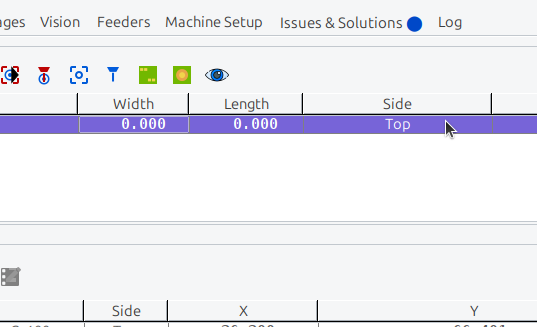 ages Vision Feeders Machine Setup Issues & Solutions Log
Width Length Side
0.000 0.000 Top
Side X Y